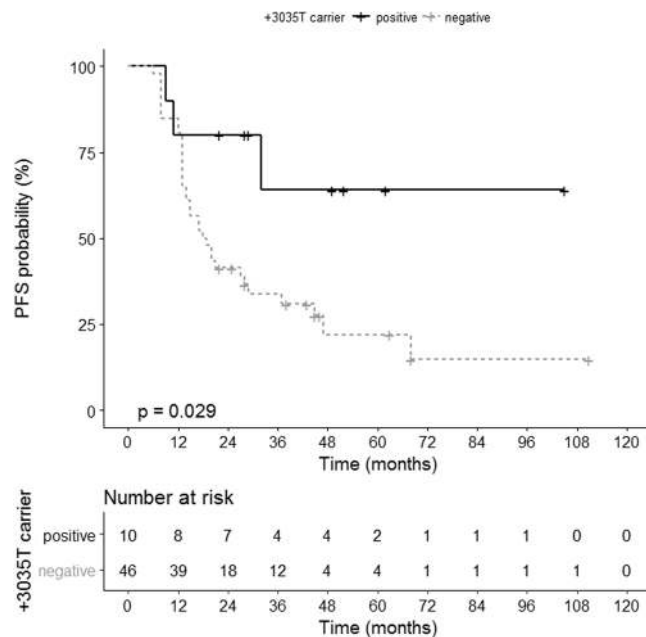 +3035T carrier positive negative
PFS probability (%)
100
75
50
25
0
p = 0.029
0 12 24 36 48 60 72 84 96 108 120
Time (months)
Number at risk
+3035T carrier
positive 10 8 7 4 4 2 1 1 1 0 0
negative 46 39 18 12 4 4 1 1 1 1 0
0 12 24 36 48 60 72 84 96 108 120
Time (months)